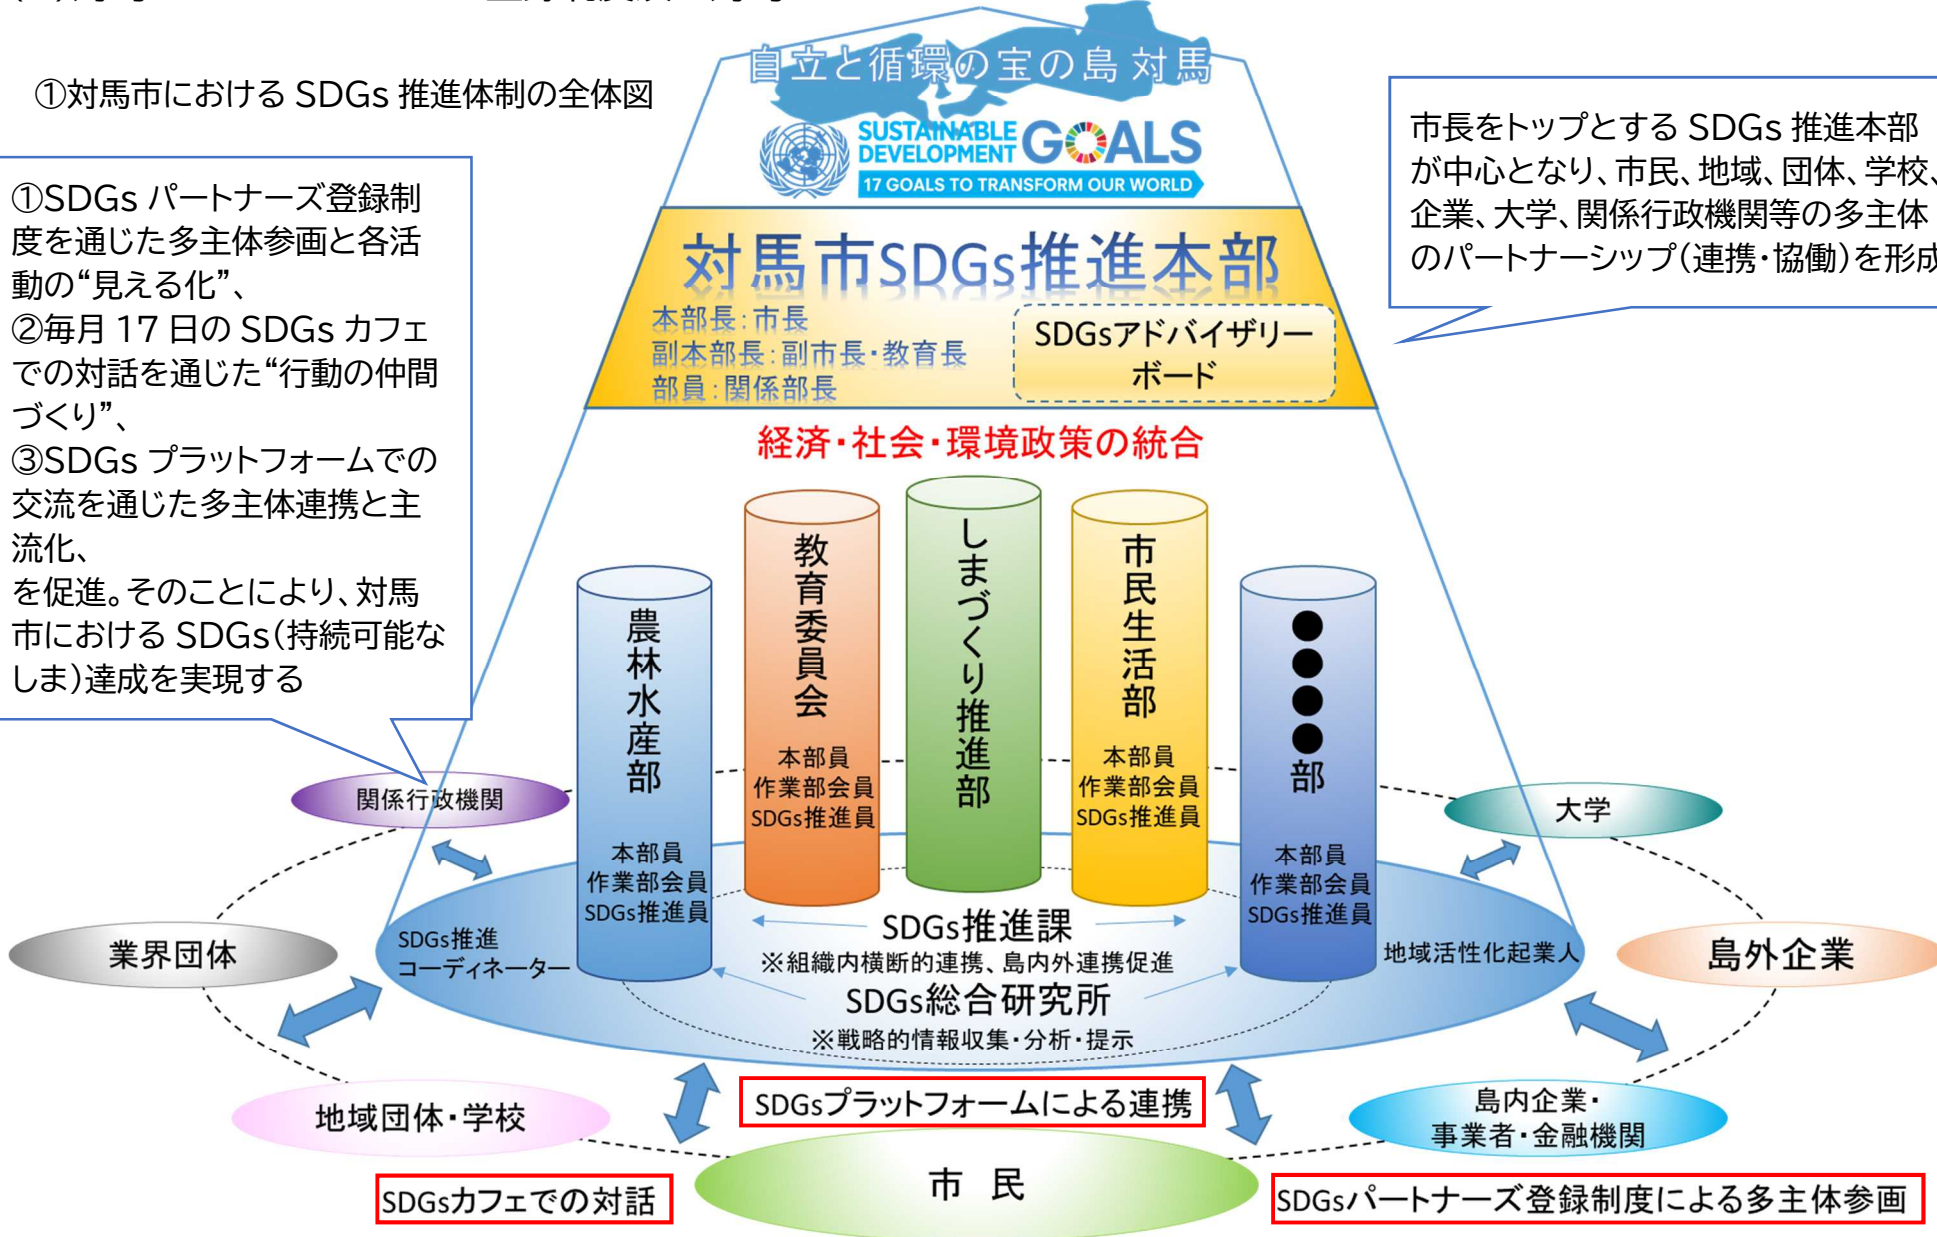 ①対馬市における SDGs 推進体制の全体図
自立と循環の宝の島 対馬
SUSTAINABLE
DEVELOPMENT
GOALS
17 GOALS TO TRANSFORM OUR WORLD
①SDGs パートナーズ登録制
度を通じた多主体参画と各活
動の“見える化”、
②毎月 17 日の SDGs カフェ
での対話を通じた“行動の仲間
づくり”、
③SDGs プラットフォームでの
交流を通じた多主体連携と主
流化、
を促進。そのことにより、対馬
市における SDGs(持続可能な
しま)達成を実現する
市長をトップとする SDGs 推進本部
が中心となり、市民、地域、団体、学校、
企業、大学、関係行政機関等の多主体
のパートナーシップ(連携・協働)を形成
対馬市SDGs推進本部
本部長:市長
副本部長:副市長・教育長
部員:関係部長
SDGsアドバイザリー
ボード
経済・社会・環境政策の統合
農林水産部
本部員
作業部会員
SDGs推進員
教育委員会
本部員
作業部会員
SDGs推進員
しまづくり推進部
市民生活部
本部員
作業部会員
SDGs推進員
●●●●部
本部員
作業部会員
SDGs推進員
関係行政機関
大学
業界団体
島外企業
SDGs推進
コーディネーター
地域活性化起業人
SDGs推進課
※組織内横断的連携、島内外連携促進
SDGs総合研究所
※戦略的情報収集・分析・提示
SDGsプラットフォームによる連携
地域団体・学校
島内企業・
事業者・金融機関
市 民
SDGsカフェでの対話
SDGsパートナーズ登録制度による多主体参画